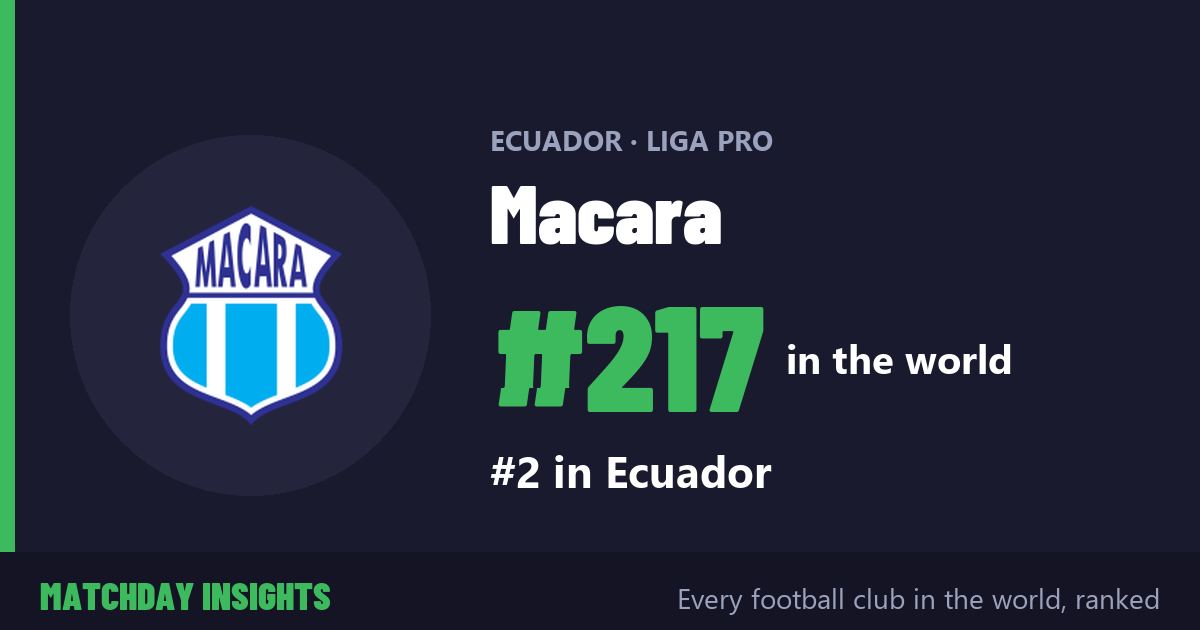 ECUADOR · LIGA PRO
Macara
MACARA
#217 in the world
#2 in Ecuador
MATCHDAY INSIGHTS
Every football club in the world, ranked